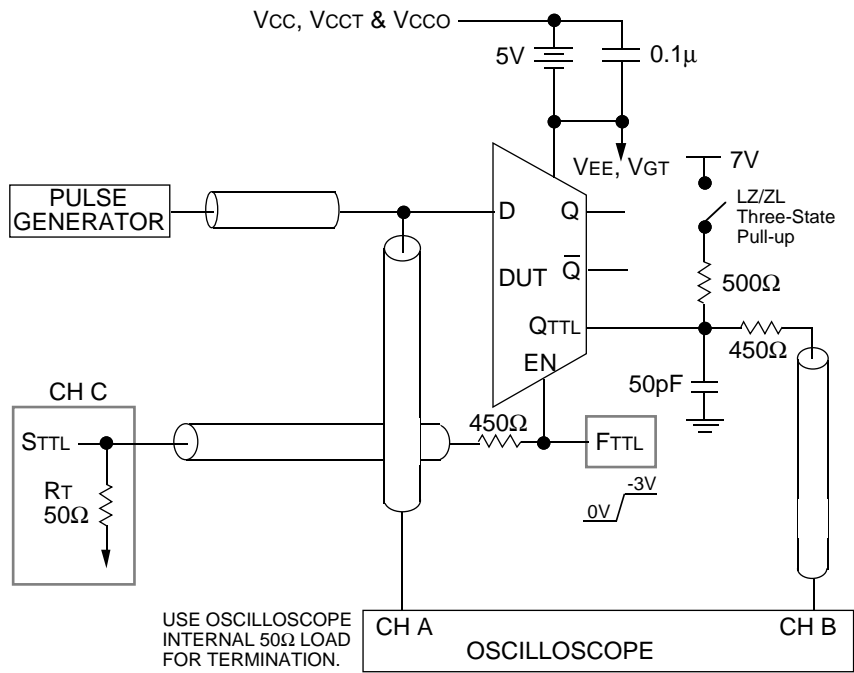 VCC, VCCT & VCCO
5V
0.1μ
VEE, VGT
7V
LZ/ZL
Three-State
Pull-up
PULSE
GENERATOR
D
Q
DUT
Q̅
500Ω
QTTL
EN
450Ω
50pF
CH C
450Ω
STTL
FTTL
RT
50Ω
-3V
0V
USE OSCILLOSCOPE
INTERNAL 50Ω LOAD
FOR TERMINATION.
CH A
CH B
OSCILLOSCOPE